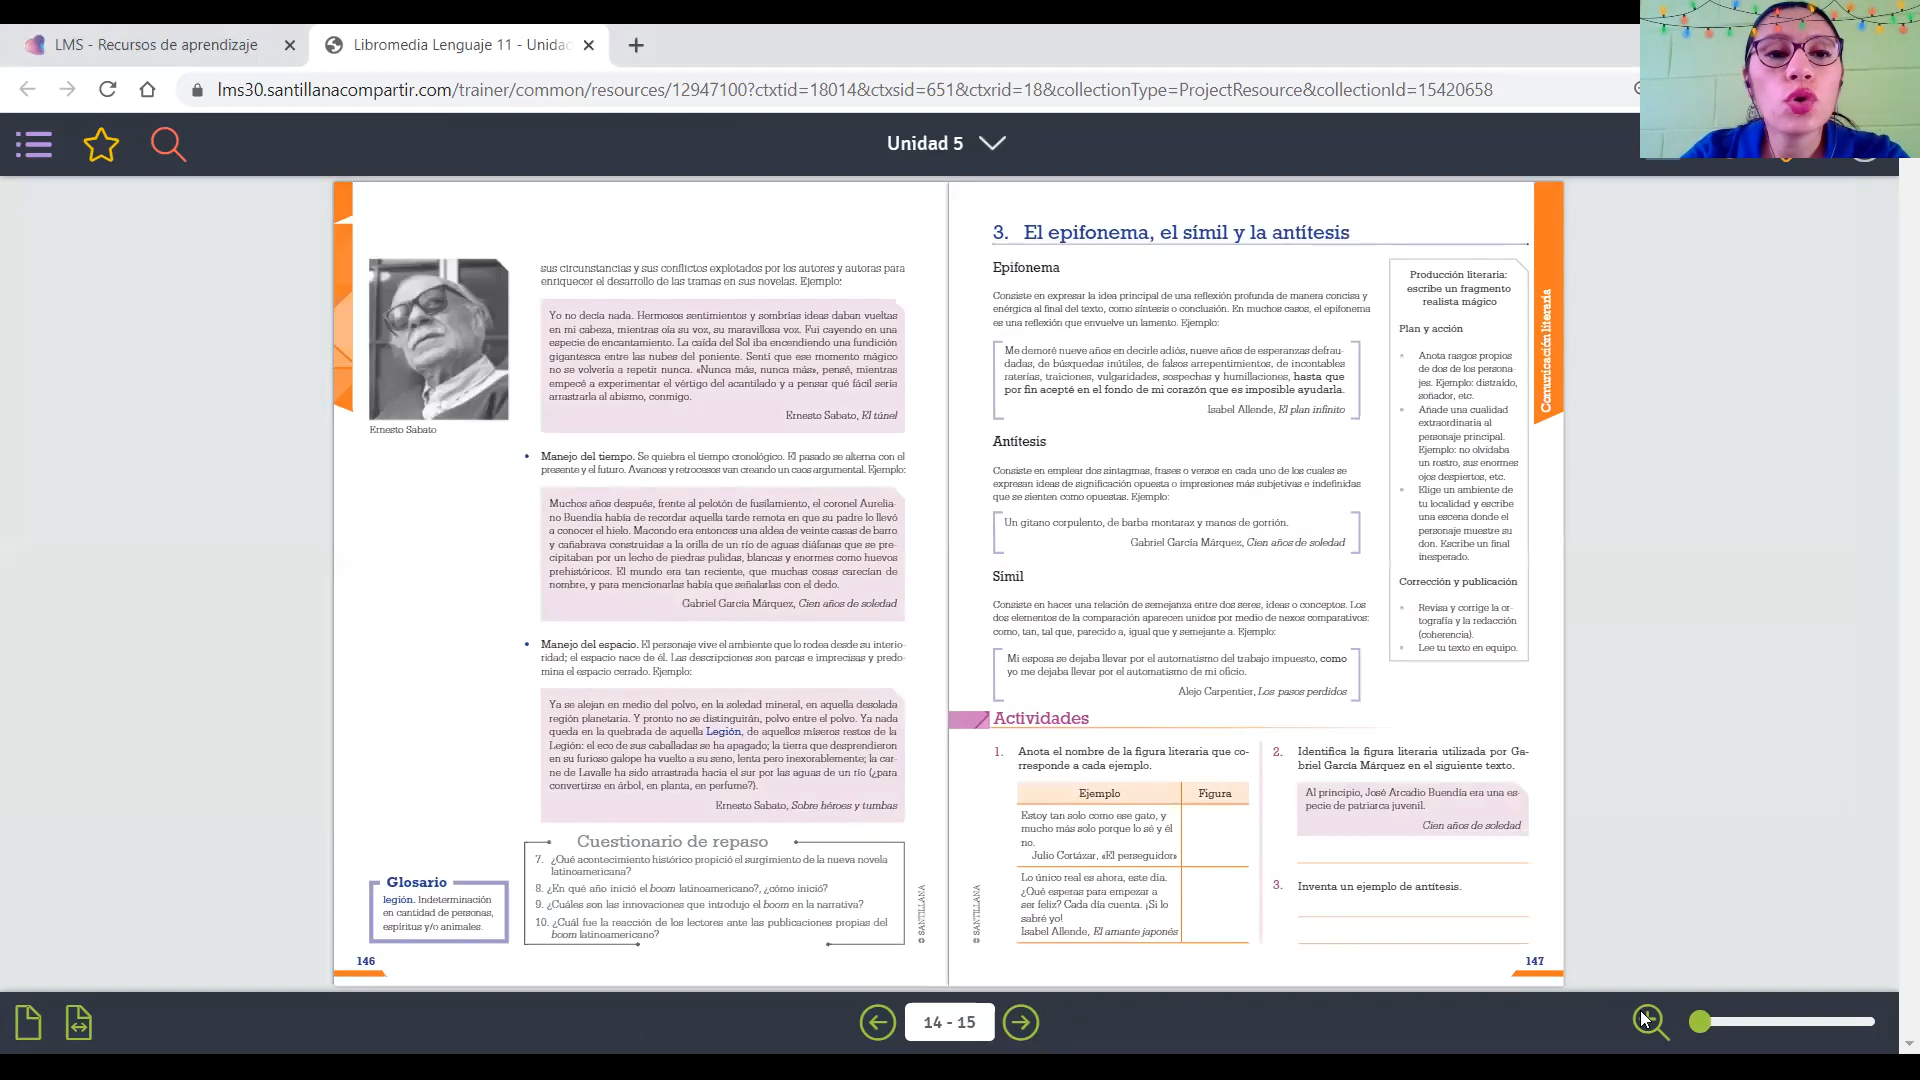 LMS - Recursos de aprendizaje
Libromedia Lenguaje 11 - Unidad
lms30.santillanacompartir.com/trainer/common/resources/12947100?ctxtid=18014&ctxsid=651&ctxrid=18&collectionType=ProjectResource&collectionId=15420658
Unidad 5
Ernesto Sabato
sus circunstancias y sus conflictos explotados por los autores y autoras para
enriquecer el desarrollo de las tramas en sus novelas. Ejemplo:
Yo no decía nada. Hermosos sentimientos y sombrías ideas daban vueltas
en mi cabeza, mientras oía su voz, su maravillosa voz. Fui cayendo en una
especie de encantamiento. La caída del Sol iba encendiendo una fundición
gigantesca entre las nubes del poniente. Sentí que ese momento mágico
no se volvería a repetir nunca. «Nunca más, nunca más», pensé, mientras
empecé a experimentar el vértigo del acantilado y a pensar qué fácil sería
arrastrarla al abismo, conmigo.
Ernesto Sabato, El túnel
• Manejo del tiempo. Se quiebra el tiempo cronológico. El pasado se alterna con el
presente y el futuro. Avances y retrocesos van creando un caos argumental. Ejemplo:
Muchos años después, frente al pelotón de fusilamiento, el coronel Aurelia-
no Buendía había de recordar aquella tarde remota en que su padre lo llevó
a conocer el hielo. Macondo era entonces una aldea de veinte casas de barro
y cañabrava construidas a la orilla de un río de aguas diáfanas que se pre-
cipitaban por un lecho de piedras pulidas, blancas y enormes como huevos
prehistóricos. El mundo era tan reciente, que muchas cosas carecían de
nombre, y para mencionarlas había que señalarlas con el dedo.
Gabriel García Márquez, Cien años de soledad
• Manejo del espacio. El personaje vive el ambiente que lo rodea desde su interio-
ridad; el espacio nace de él. Las descripciones son parcas e imprecisas y predo-
mina el espacio cerrado. Ejemplo:
Ya se alejan en medio del polvo, en la soledad mineral, en aquella desolada
región planetaria. Y pronto no se distinguirán, polvo entre el polvo. Ya nada
queda en la quebrada de aquella Legión, de aquellos míseros restos de la
Legión: el eco de sus caballadas se ha apagado; la tierra que desprendieron
en su furioso galope ha vuelto a su seno, lenta pero inexorablemente; la car-
ne de Lavalle ha sido arrastrada hacia el sur por las aguas de un río (¿para
convertirse en árbol, en planta, en perfume?).
Ernesto Sabato, Sobre héroes y tumbas
Glosario
legión. Indeterminación
en cantidad de personas,
espíritus y/o animales.
Cuestionario de repaso
7. ¿Qué acontecimiento histórico propició el surgimiento de la nueva novela
latinoamericana?
8. ¿En qué año inició el boom latinoamericano?, ¿cómo inició?
9. ¿Cuáles son las innovaciones que introdujo el boom en la narrativa?
10. ¿Cuál fue la reacción de los lectores ante las publicaciones propias del
boom latinoamericano?
© SANTILLANA
146
3. El epifonema, el símil y la antítesis
Epifonema
Consiste en expresar la idea principal de una reflexión profunda de manera concisa y
enérgica al final del texto, como síntesis o conclusión. En muchos casos, el epifonema
es una reflexión que envuelve un lamento. Ejemplo:
Me demoré nueve años en decirle adiós, nueve años de esperanzas defrau-
dadas, de búsquedas inútiles, de falsos arrepentimientos, de incontables
raterías, traiciones, vulgaridades, sospechas y humillaciones, hasta que
por fin acepté en el fondo de mi corazón que es imposible ayudarla.
Isabel Allende, El plan infinito
Antítesis
Consiste en emplear dos sintagmas, frases o versos en cada uno de los cuales se
expresan ideas de significación opuesta o impresiones más subjetivas e indefinidas
que se sienten como opuestas. Ejemplo:
Un gitano corpulento, de barba montaraz y manos de gorrión.
Gabriel García Márquez, Cien años de soledad
Símil
Consiste en hacer una relación de semejanza entre dos seres, ideas o conceptos. Los
dos elementos de la comparación aparecen unidos por medio de nexos comparativos:
como, tan, tal que, parecido a, igual que y semejante a. Ejemplo:
Mi esposa se dejaba llevar por el automatismo del trabajo impuesto, como
yo me dejaba llevar por el automatismo de mi oficio.
Alejo Carpentier, Los pasos perdidos
Producción literaria:
escribe un fragmento
realista mágico
Plan y acción
• Anota rasgos propios
de dos de los persona-
jes. Ejemplo: distraído,
soñador, etc.
• Añade una cualidad
extraordinaria al
personaje principal.
Ejemplo: no olvidaba
un rostro, sus enormes
ojos despiertos, etc.
• Elige un ambiente de
tu localidad y escribe
una escena donde el
personaje muestre su
don. Escribe un final
inesperado.
Corrección y publicación
• Revisa y corrige la or-
tografía y la redacción
(coherencia).
• Lee tu texto en equipo.
Comunicación literaria
Actividades
1. Anota el nombre de la figura literaria que co-
rresponde a cada ejemplo.
Ejemplo Figura
Estoy tan solo como ese gato, y
mucho más solo porque lo sé y él
no.
Julio Cortázar, «El perseguidor»
Lo único real es ahora, este día.
¿Qué esperas para empezar a
ser feliz? Cada día cuenta. ¡Si lo
sabré yo!
Isabel Allende, El amante japonés
2. Identifica la figura literaria utilizada por Ga-
briel García Márquez en el siguiente texto.
Al principio, José Arcadio Buendía era una es-
pecie de patriarca juvenil.
Cien años de soledad
3. Inventa un ejemplo de antítesis.
© SANTILLANA
147
14 - 15